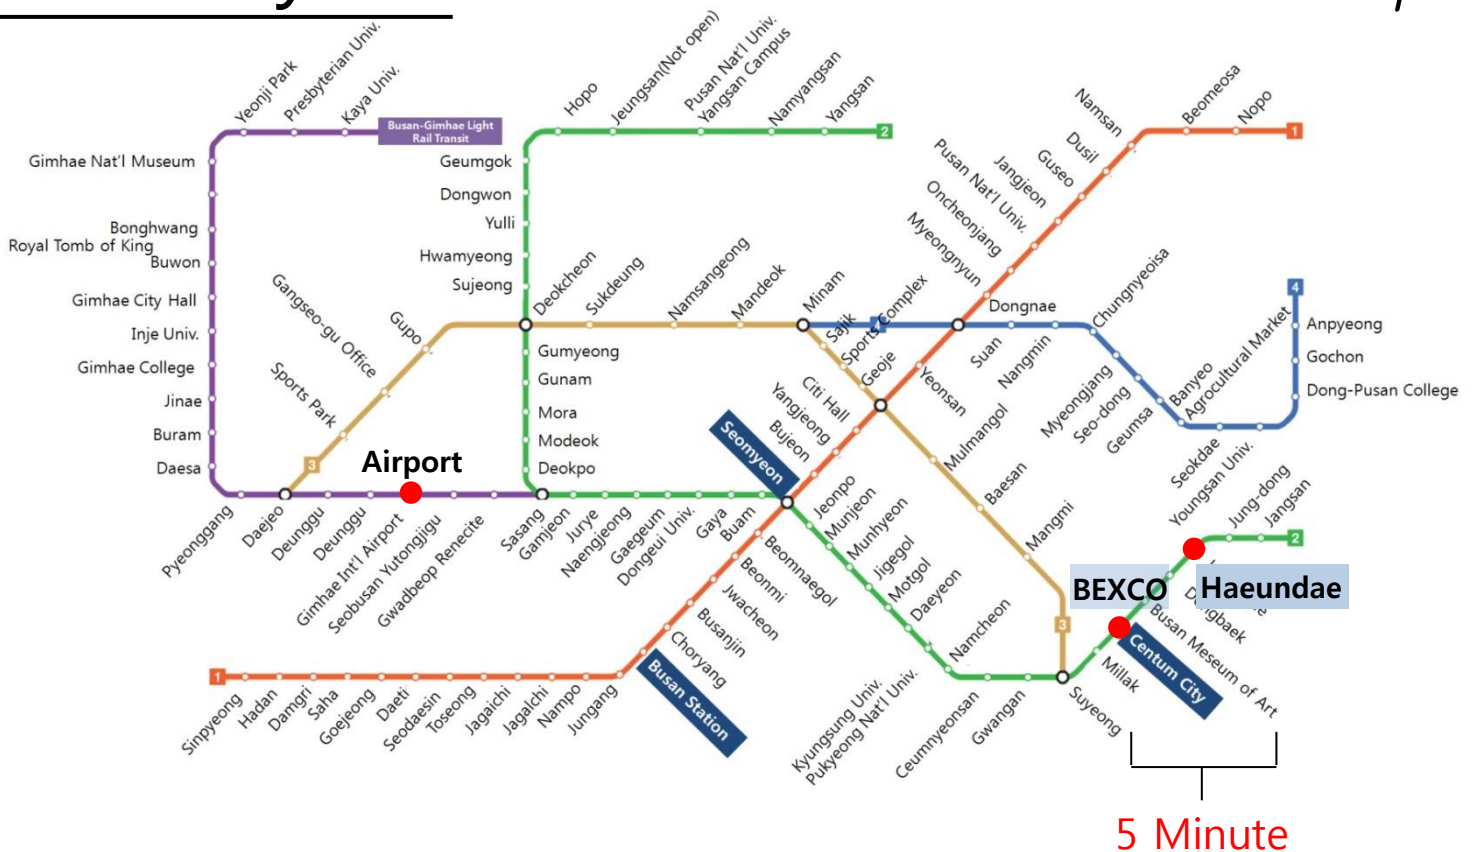 Yeonji Park
Presbyterian Univ.
Kaya Univ.
Busan-Gimhae Light
Rail Transit
Gimhae Nat'l Museum
Bonghwang
Royal Tomb of King
Buwon
Gimhae City Hall
Inje Univ.
Gimhae College
Jinae
Buram
Daesa
Pyeonggang
Daejeo
Deunggu
Deunggu
Gimhae Int'l Airport
Seobusan Yutongjigu
Gwadbeop Renecite
Airport
3
Sports Park
Gangseo-gu Office
Gupo
Deokcheon
Sukdeung
Namsangeong
Mandeok
Minam
Sajik
Sports Complex
Geoje
Hopo
Jeungsan(Not open)
Pusan Nat'l Univ.
Yangsan Campus
Namyangsan
Yangsan
2
Geumgok
Dongwon
Yulli
Hwamyeong
Sujeong
Gumyeong
Gunam
Mora
Modeok
Deokpo
Sasang
Gamjeon
Jurye
Naengjeong
Gaegeum
Dongeui Univ.
Gaya
Buam
Seomyeon
Namsan
Beomeosa
Nopo
1
Dusil
Guseo
Jangjeon
Pusan Nat'l Univ.
Oncheonjang
Myeongnyun
Dongnae
Yeonsan
Citi Hall
Yangjeong
Bujeon
Suan
Nangmin
Chungnyeoisa
Myeongjang
Seo-dong
Geumsa
Banyeo
Agrocultural Market
Seokdae
Youngsan Univ.
4
Anpyeong
Gochon
Dong-Pusan College
Mulmangol
Baesan
Mangmi
3
Jeonpo
Munjeon
Munhyeon
Jigegol
Motgol
Daeyeon
Kyungsung Univ.
Pukyeong Nat'l Univ.
Namcheon
Ceumnyeonsan
Gwangan
Suyeong
Millak
Centum City
BEXCO
Busan Meseum of Art
Haeundae
Jung-dong
Jangsan
2
Beomnaegol
Beonmi
Jwacheon
Busanjin
Choryang
Busan Station
1
Sinpyeong
Hadan
Damgri
Saha
Goejeong
Daeti
Seodaesin
Toseong
Jagaichi
Jagalchi
Nampo
Jungang
5 Minute